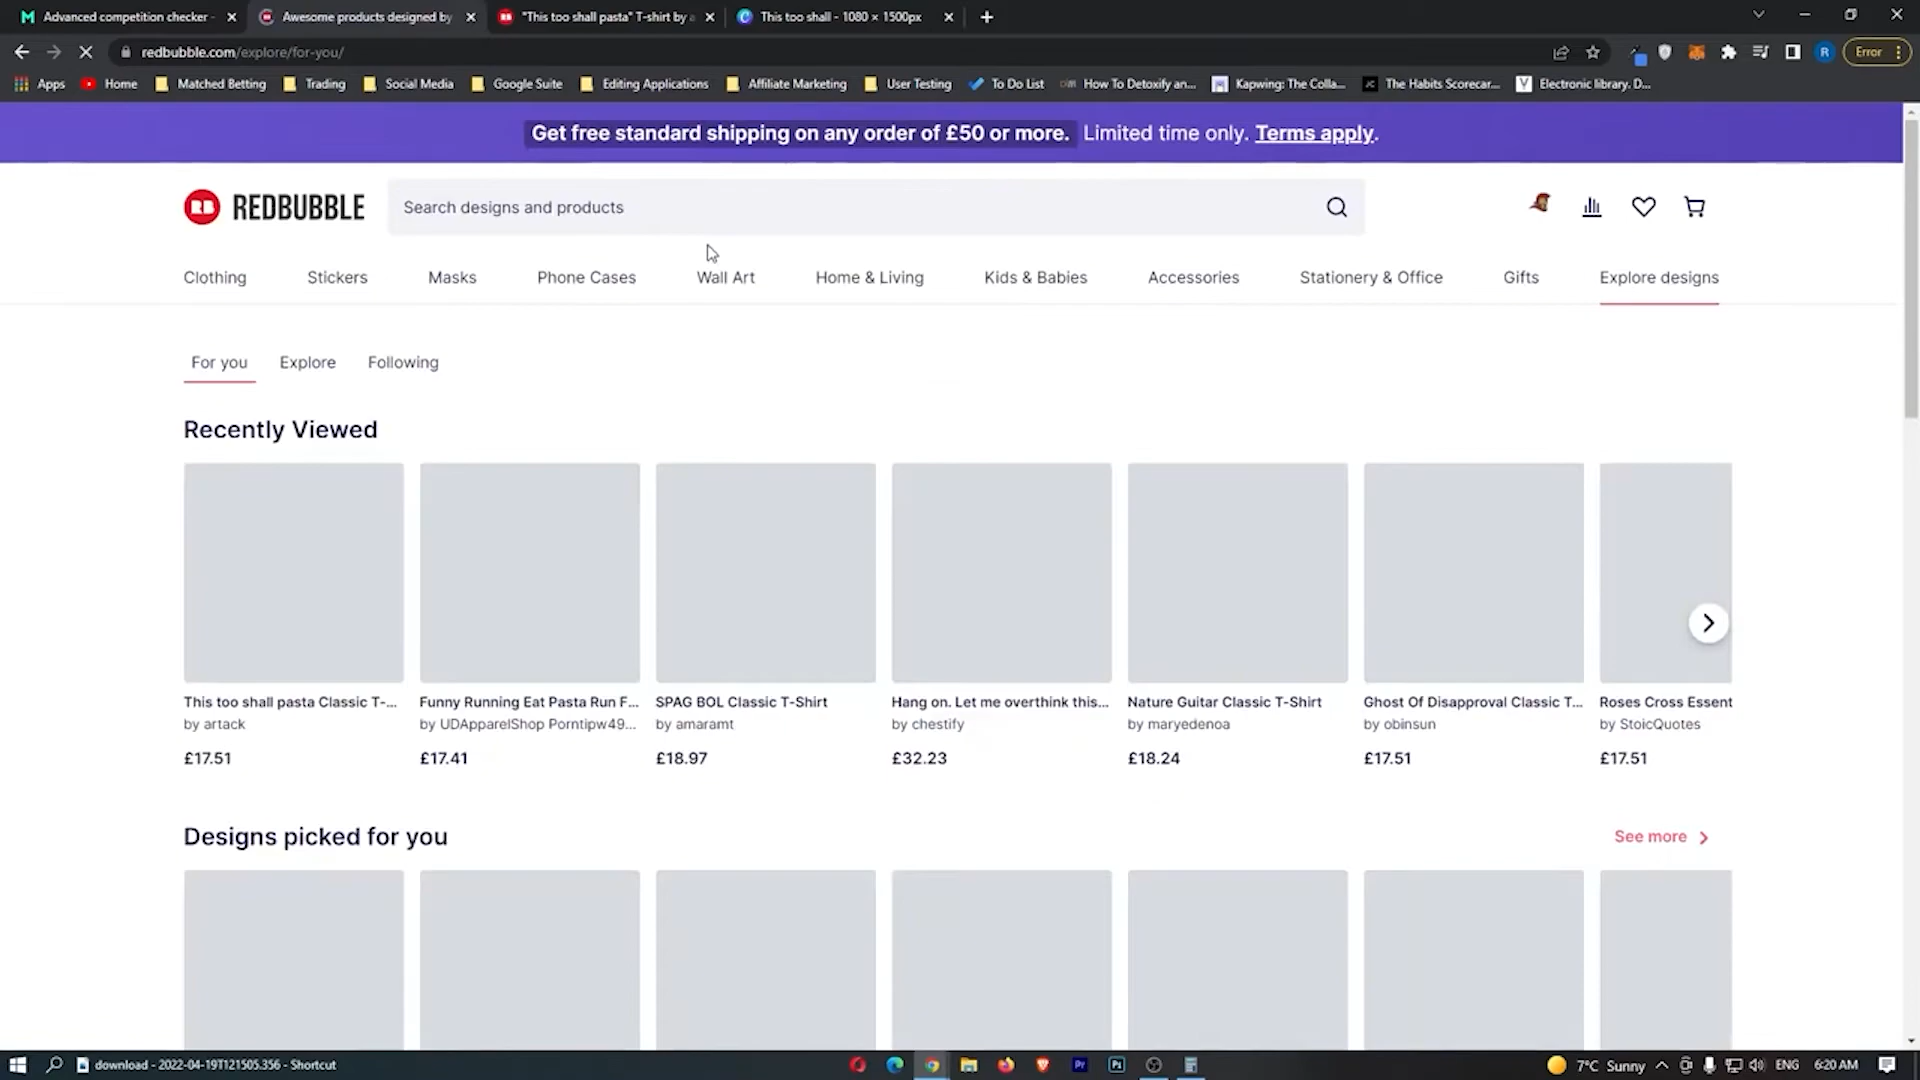 Advanced competition checker -
Awesome products designed by
"This too shall pasta" T-shirt by a
This too shall - 1080 × 1500px
redbubble.com/explore/for-you/
R
Error
Apps
Home
Matched Betting
Trading
Social Media
Google Suite
Editing Applications
Affiliate Marketing
User Testing
To Do List
How To Detoxify an...
Kapwing: The Colla...
The Habits Scorecar...
Electronic library. D...
Get free standard shipping on any order of £50 or more. Limited time only. Terms apply.
RB REDBUBBLE
Search designs and products
Clothing
Stickers
Masks
Phone Cases
Wall Art
Home & Living
Kids & Babies
Accessories
Stationery & Office
Gifts
Explore designs
For you
Explore
Following
Recently Viewed
This too shall pasta Classic T-...
by artack
£17.51
Funny Running Eat Pasta Run F...
by UDApparelShop Porntipw49...
£17.41
SPAG BOL Classic T-Shirt
by amaramt
£18.97
Hang on. Let me overthink this...
by chestify
£32.23
Nature Guitar Classic T-Shirt
by maryedenoa
£18.24
Ghost Of Disapproval Classic T...
by obinsun
£17.51
Roses Cross Essent
by StoicQuotes
£17.51
Designs picked for you
See more
download - 2022-04-19T121505.356 - Shortcut
Pr
Ps
7°C Sunny
ENG
6:20 AM